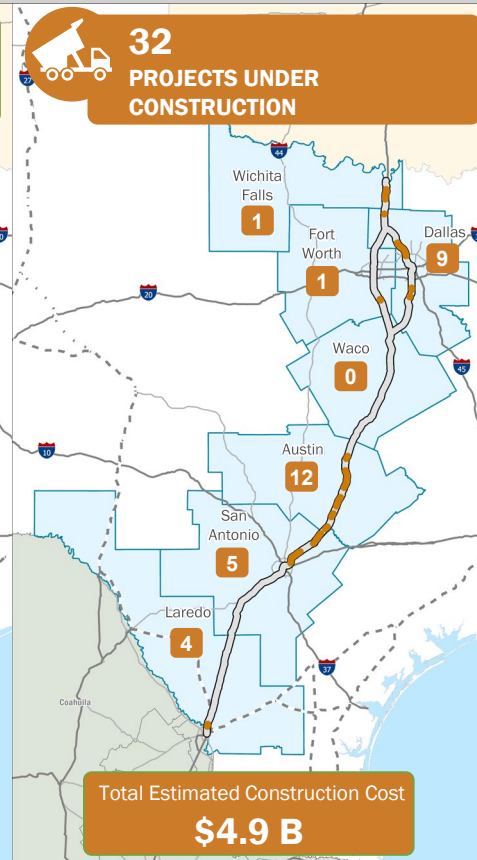 32
PROJECTS UNDER
CONSTRUCTION
27
44
Wichita
Falls
1
Fort
Worth
1
Dallas
9
20
Waco
0
45
10
Austin
12
San
Antonio
5
Laredo
4
37
Coahuila
Total Estimated Construction Cost
$4.9 B